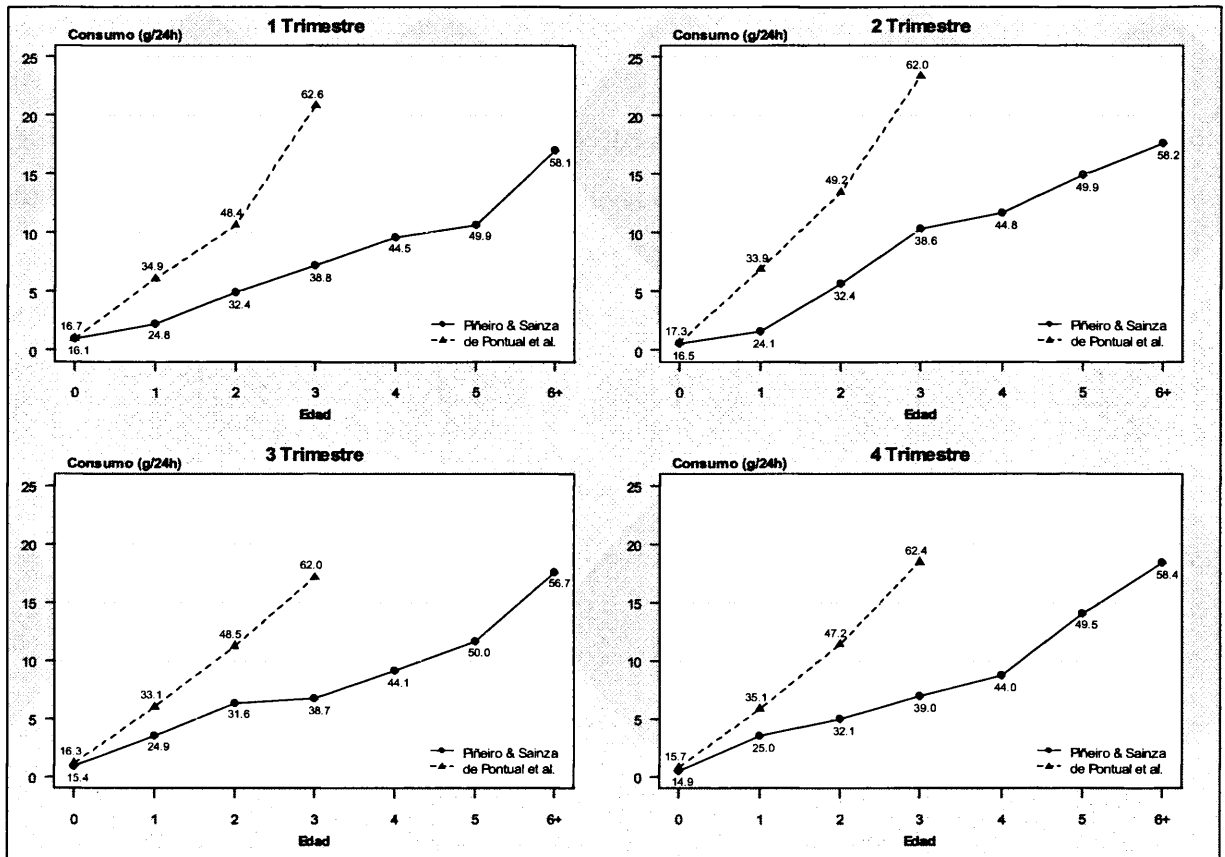 1 Trimestre
Consumo (g/24h)
25
20
15
10
5
0
62.6
48.4
34.9
16.7
16.1
24.8
32.4
38.8
44.5
49.9
58.1
Piñeiro & Sainza
de Pontual et al.
0 1 2 3 4 5 6+
Edad
2 Trimestre
Consumo (g/24h)
25
20
15
10
5
0
62.0
49.2
33.9
17.3
16.5
24.1
32.4
38.6
44.8
49.9
58.2
Piñeiro & Sainza
de Pontual et al.
0 1 2 3 4 5 6+
Edad
3 Trimestre
Consumo (g/24h)
25
20
15
10
5
0
62.0
48.5
33.1
16.3
15.4
24.9
31.6
38.7
44.1
50.0
56.7
Piñeiro & Sainza
de Pontual et al.
0 1 2 3 4 5 6+
Edad
4 Trimestre
Consumo (g/24h)
25
20
15
10
5
0
62.4
47.2
35.1
15.7
14.9
25.0
32.1
39.0
44.0
49.5
58.4
Piñeiro & Sainza
de Pontual et al.
0 1 2 3 4 5 6+
Edad